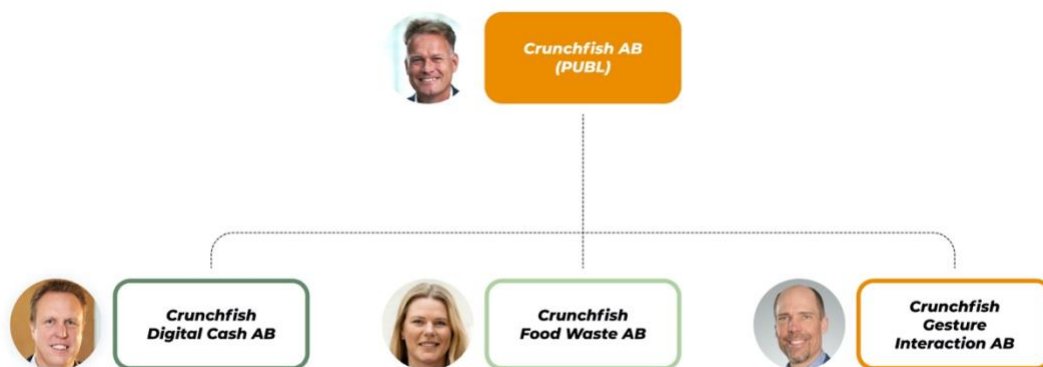 Crunchfish AB
(PUBL)
Crunchfish
Digital Cash AB
Crunchfish
Food Waste AB
Crunchfish
Gesture
Interaction AB